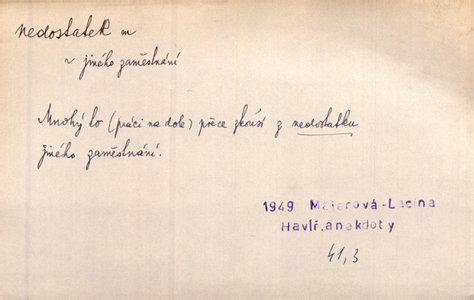 nedostatek m
~ jiného zaměstnání
Mnohý to (práci na dole) přece zkouší z nedostatku
jiného zaměstnání.
1949 Majerová-Lacina
Havíř.anekdoty
41,3